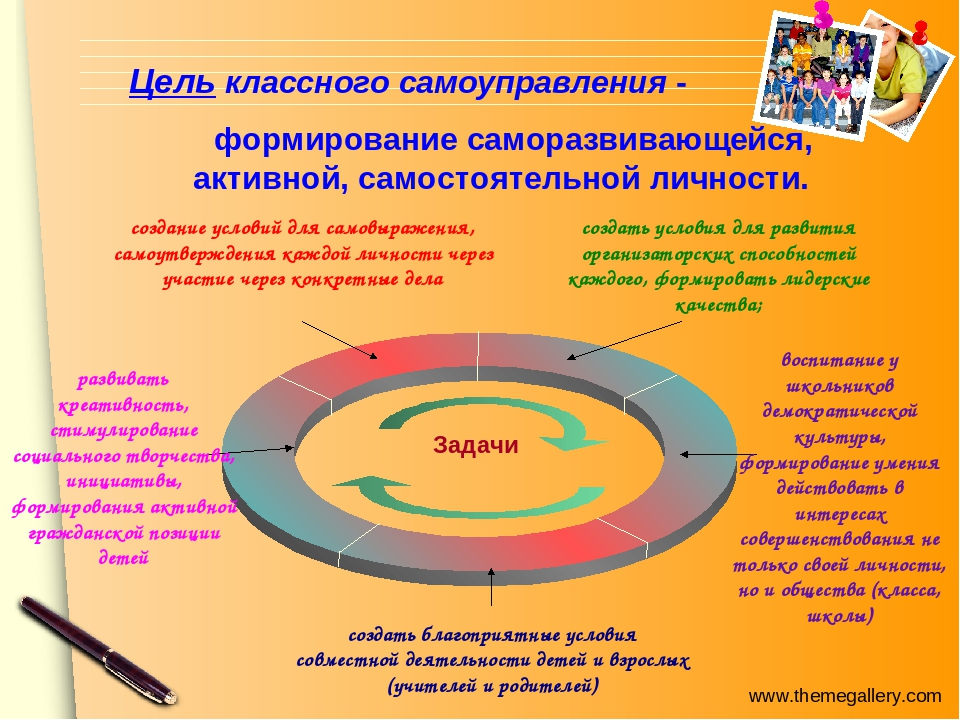 Цель классного самоуправления -
формирование саморазвивающейся,
активной, самостоятельной личности.
создание условий для самовыражения,
самоутверждения каждой личности через
участие через конкретные дела
создать условия для развития
организаторских способностей
каждого, формировать лидерские
качества;
развивать
креативность,
стимулирование
социального творчества,
инициативы,
формирования активной
гражданской позиции
детей
Задачи
воспитание у
школьников
демократической
культуры,
формирование умения
действовать в
интересах
совершенствования не
только своей личности,
но и общества (класса,
школы)
создать благоприятные условия
совместной деятельности детей и взрослых
(учителей и родителей)
www.themegallery.com